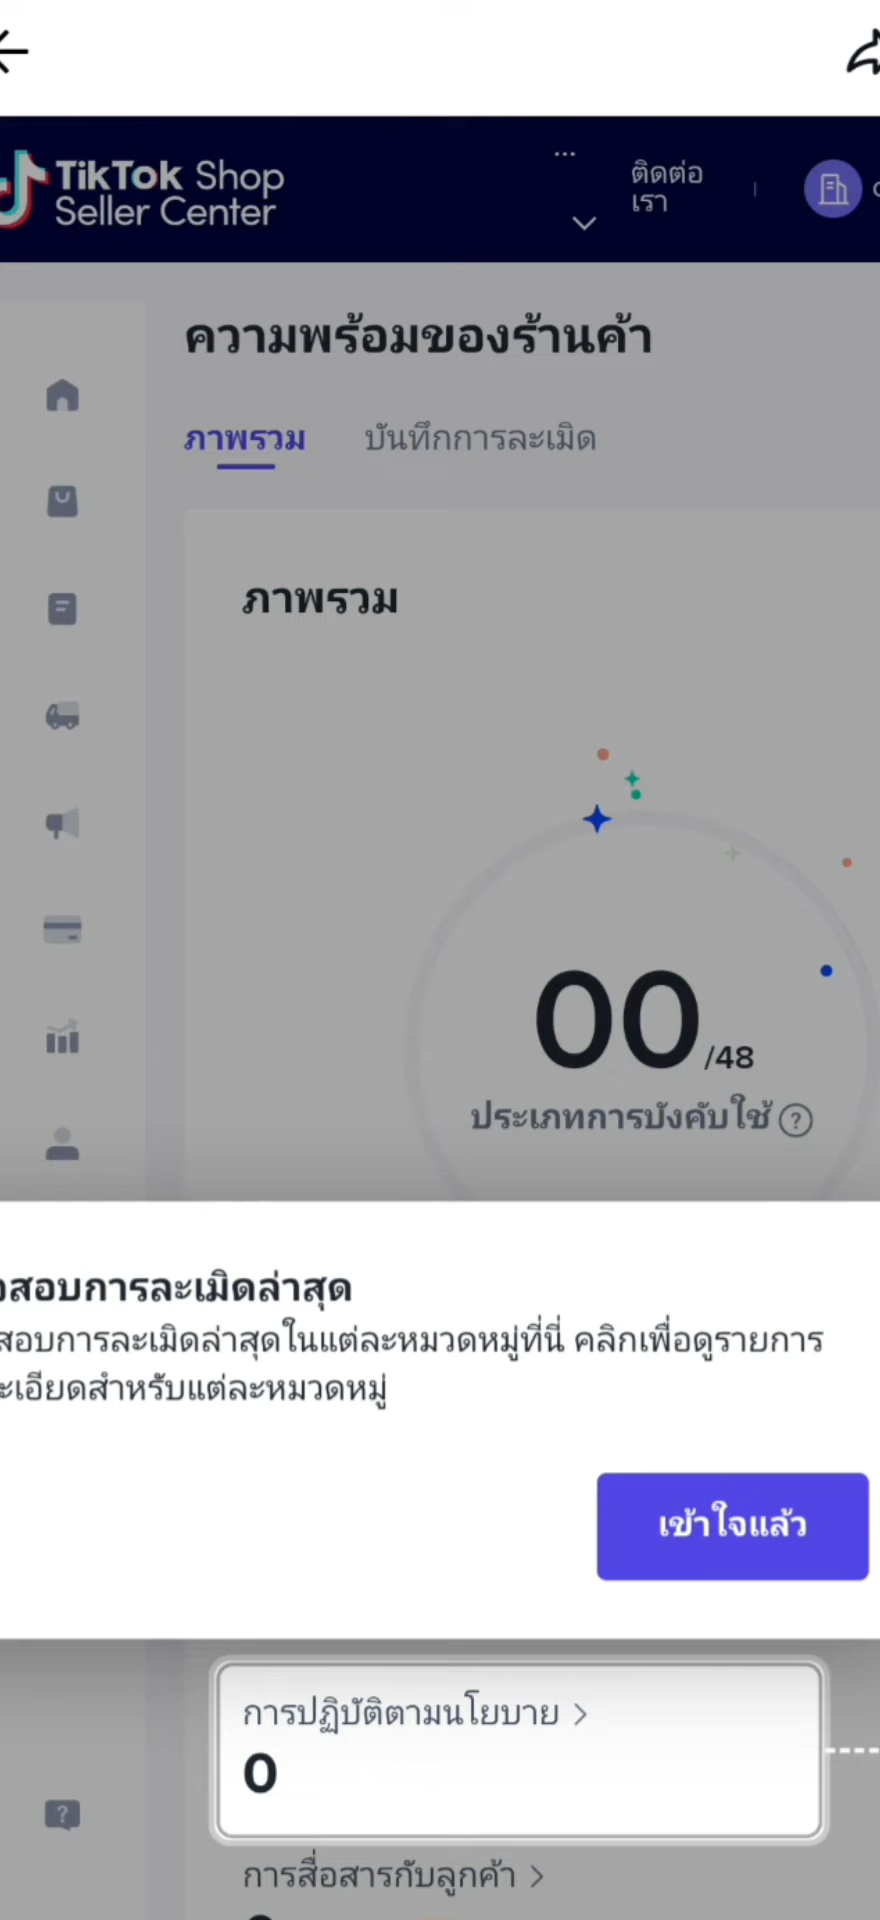 TikTok Shop
Seller Center
...
ติดต่อ
เรา
ความพร้อมของร้านค้า
ภาพรวม
บันทึกการละเมิด
ภาพรวม
00/48
ประเภทการบังคับใช้ ?
สอบการละเมิดล่าสุด
สอบการละเมิดล่าสุดในแต่ละหมวดหมู่ที่นี่ คลิกเพื่อดูรายการ
เอียดสำหรับแต่ละหมวดหมู่
เข้าใจแล้ว
การปฏิบัติตามนโยบาย >
0
การสื่อสารกับลูกค้า >